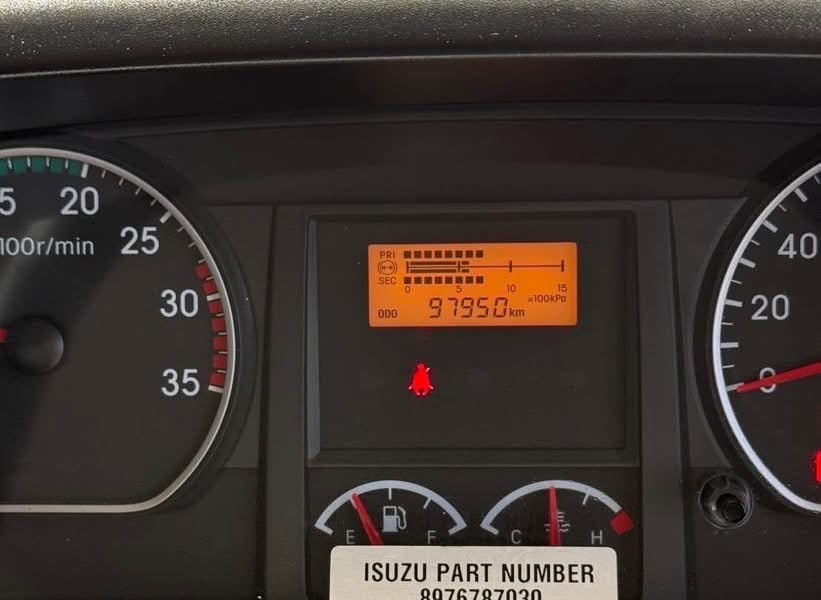 5 20
100r/min 25
30
35
PRI
SEC
0 5 10 15
×100kPa
ODO 97950 km
40
20
0
E F
C H
ISUZU PART NUMBER
8976787030